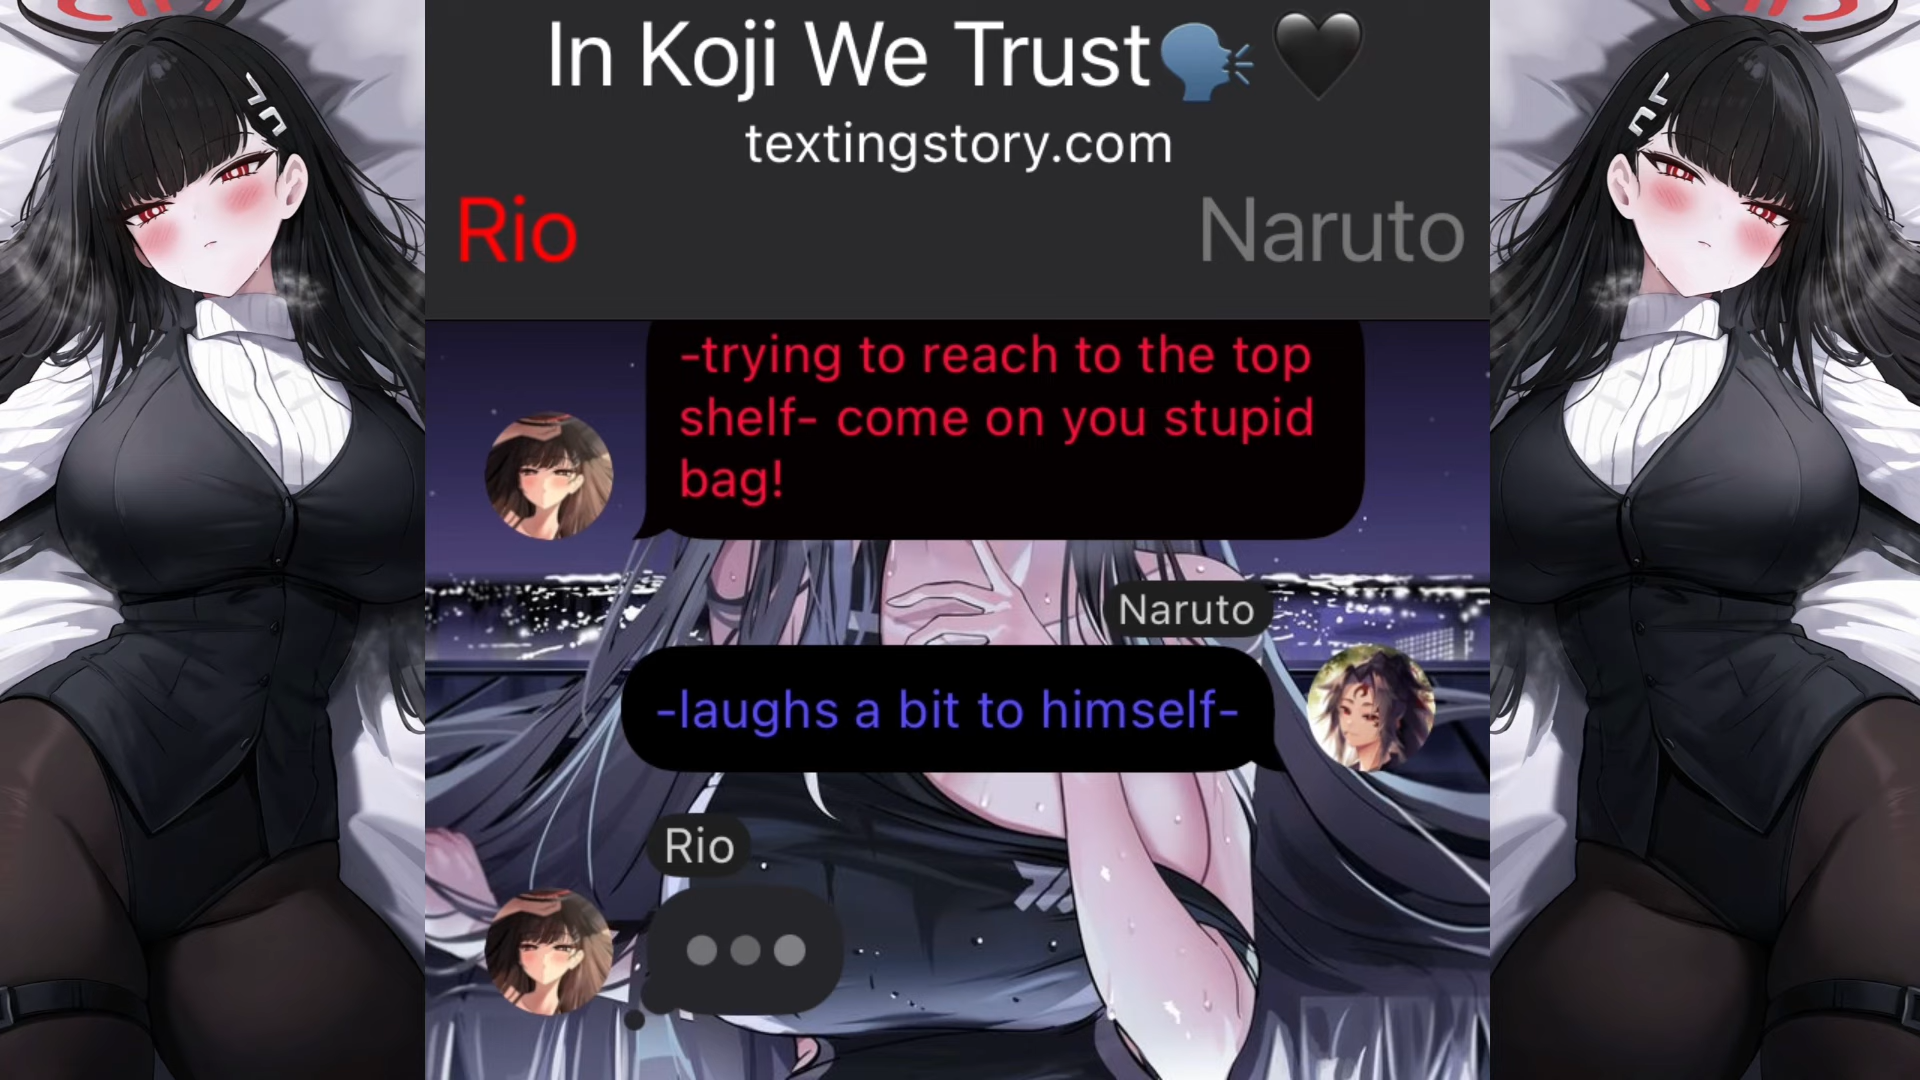 In Koji We Trust🗣️🖤
textingstory.com
Rio
Naruto
-trying to reach to the top
shelf- come on you stupid
bag!
Naruto
-laughs a bit to himself-
Rio